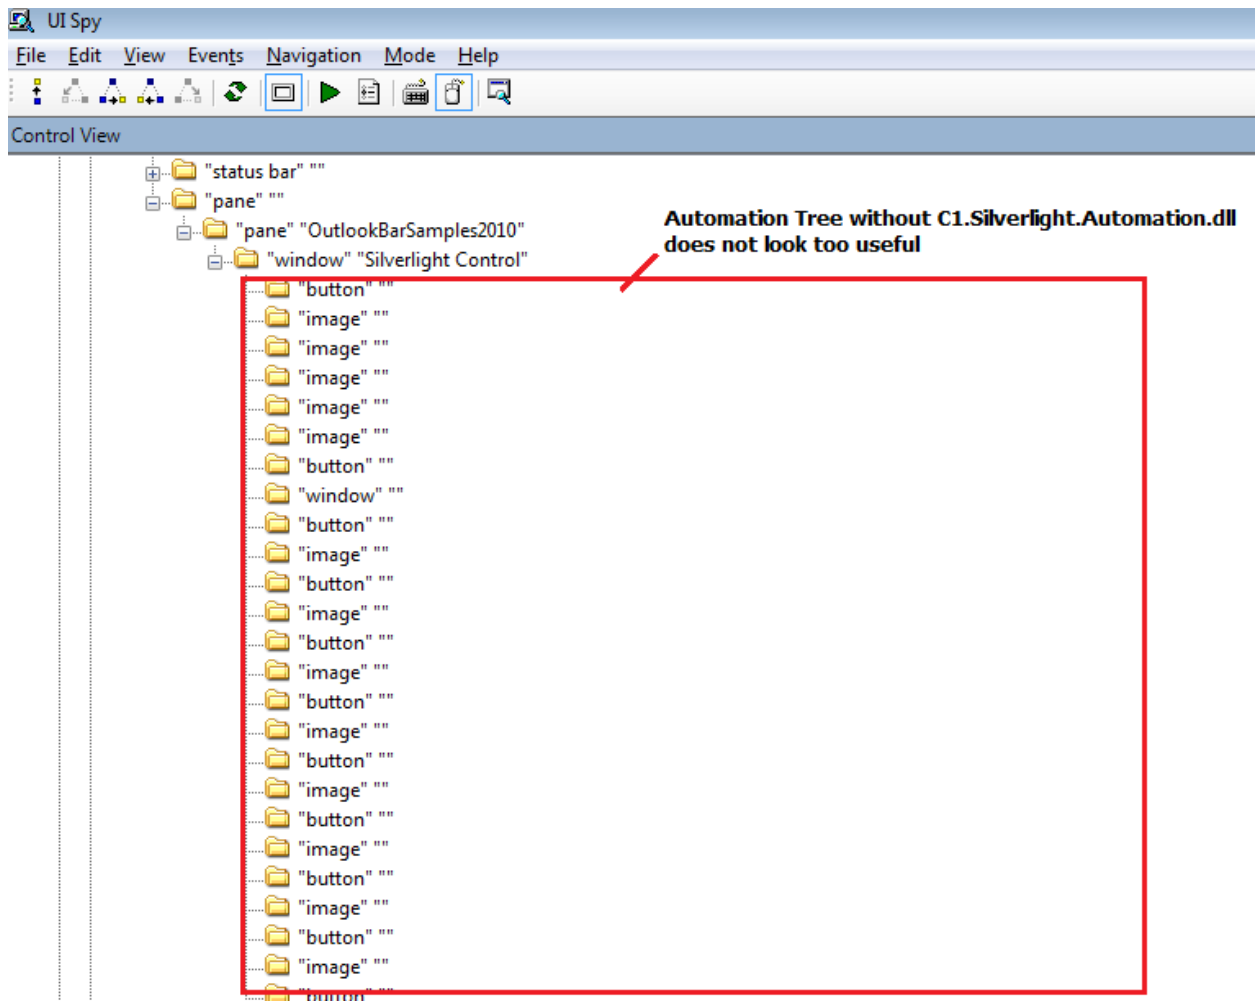 UI Spy
File Edit View Events Navigation Mode Help
Control View
"status bar" ""
"pane" ""
"pane" "OutlookBarSamples2010"
Automation Tree without C1.Silverlight.Automation.dll
does not look too useful
"window" "Silverlight Control"
"button" ""
"image" ""
"image" ""
"image" ""
"image" ""
"image" ""
"button" ""
"window" ""
"button" ""
"image" ""
"button" ""
"image" ""
"button" ""
"image" ""
"button" ""
"image" ""
"button" ""
"image" ""
"button" ""
"image" ""
"button" ""
"image" ""
"button" ""
"image" ""
"button"